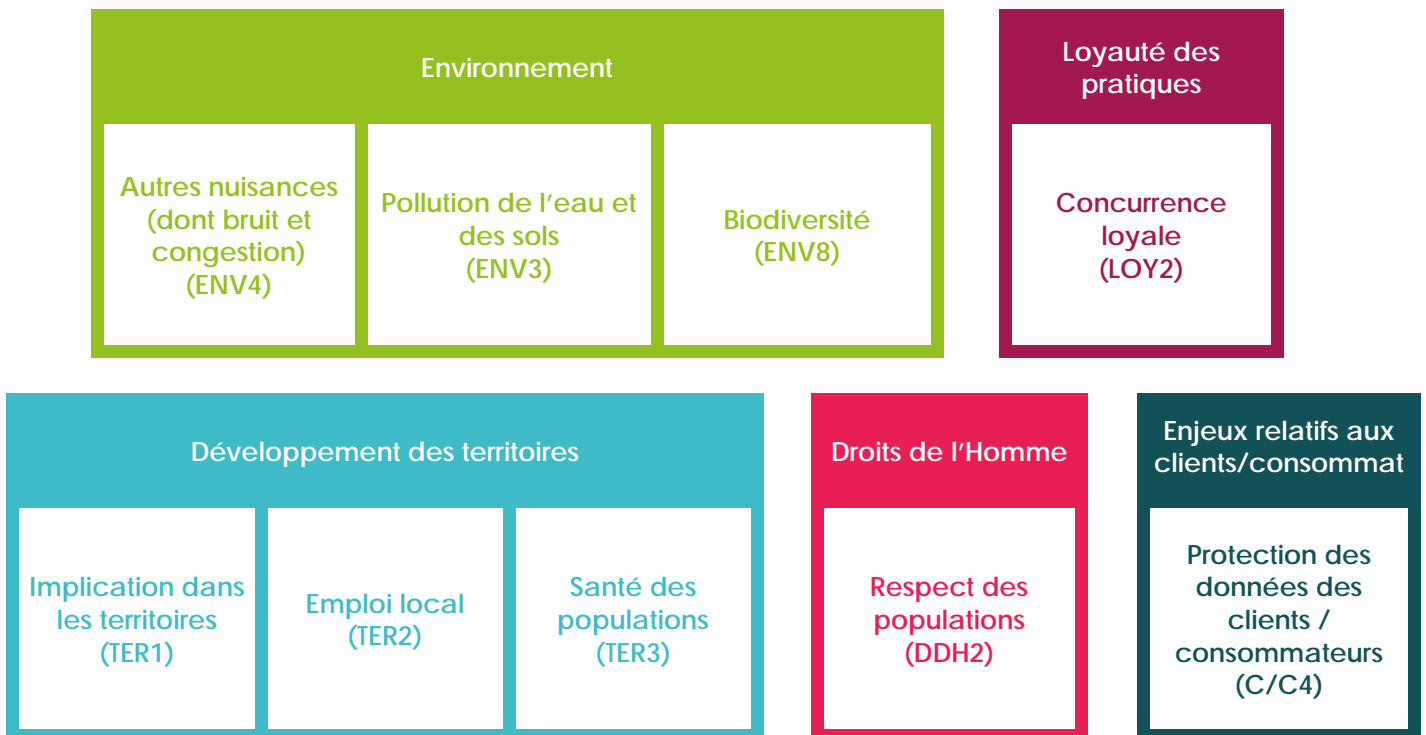 Environnement
Autres nuisances
(dont bruit et
congestion)
(ENV4)
Pollution de l'eau et
des sols
(ENV3)
Biodiversité
(ENV8)
Loyauté des
pratiques
Concurrence
loyale
(LOY2)
Développement des territoires
Implication dans
les territoires
(TER1)
Emploi local
(TER2)
Santé des
populations
(TER3)
Droits de l'Homme
Respect des
populations
(DDH2)
Enjeux relatifs aux
clients/consommat
Protection des
données des
clients /
consommateurs
(C/C4)